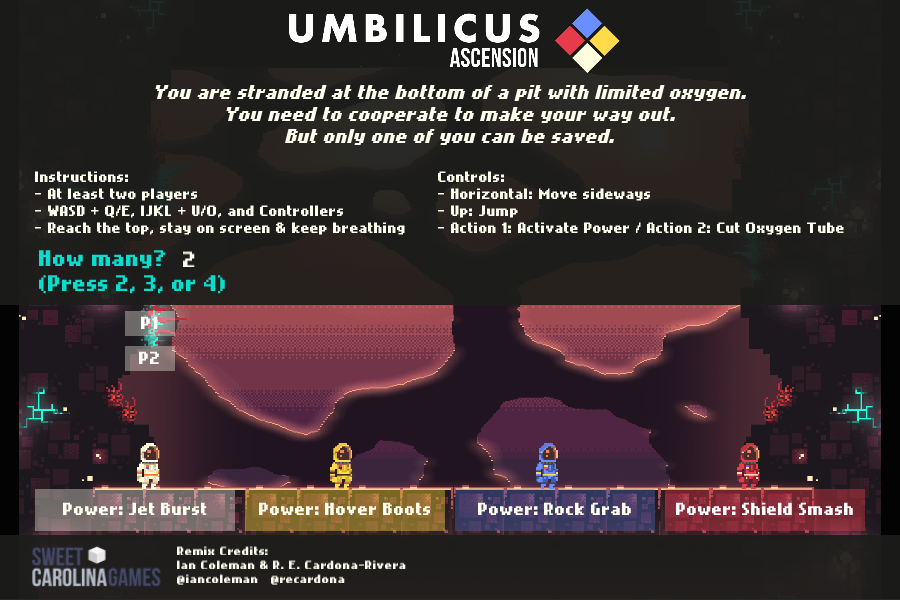 UMBILICUS
ASCENSION
You are stranded at the bottom of a pit with limited oxygen.
You need to cooperate to make your way out.
But only one of you can be saved.
Instructions:
- At least two players
- WASD + Q/E, IJKL + U/O, and Controllers
- Reach the top, stay on screen & keep breathing
Controls:
- Horizontal: Move sideways
- Up: Jump
- Action 1: Activate Power / Action 2: Cut Oxygen Tube
How many? 2
(Press 2, 3, or 4)
P1
P2
Power: Jet Burst
Power: Hover Boots
Power: Rock Grab
Power: Shield Smash
SWEET
CAROLINAGAMES
Remix Credits:
Ian Coleman & R. E. Cardona-Rivera
@iancoleman @recardona